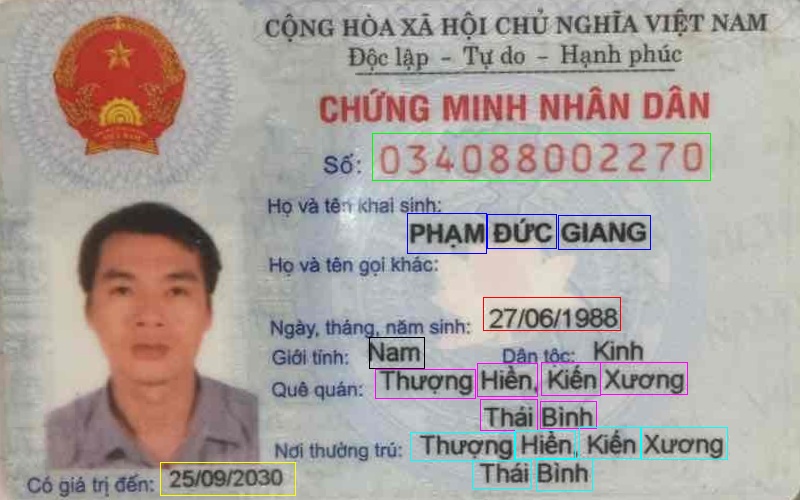 CỘNG HÒA XÃ HỘI CHỦ NGHĨA VIỆT NAM
Độc lập - Tự do - Hạnh phúc
CHỨNG MINH NHÂN DÂN
Số: 034088002270
Họ và tên khai sinh:
PHẠM ĐỨC GIANG
Họ và tên gọi khác:
Ngày, tháng, năm sinh: 27/06/1988
Giới tính: Nam Dân tộc: Kinh
Quê quán: Thượng Hiền, Kiến Xương
Thái Bình
Nơi thường trú: Thượng Hiền, Kiến Xương
Thái Bình
Có giá trị đến: 25/09/2030